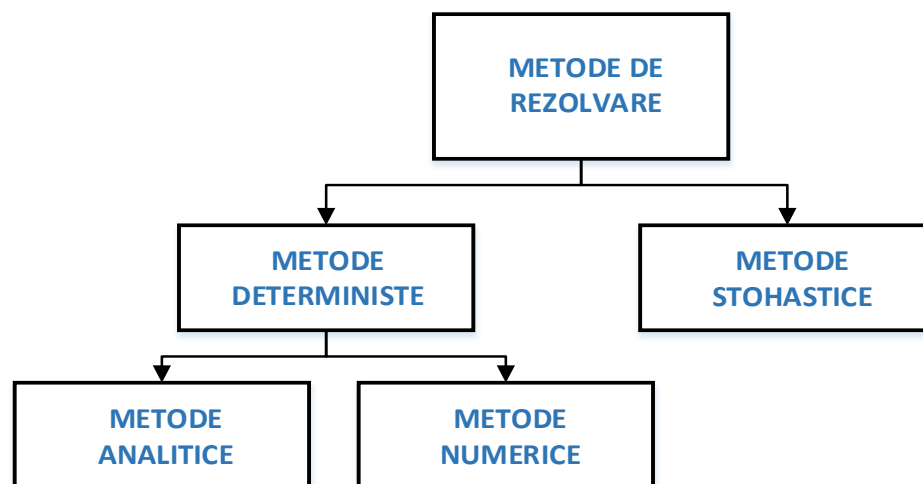 METODE DE
REZOLVARE
METODE
DETERMINISTE
METODE
STOHASTICE
METODE
ANALITICE
METODE
NUMERICE